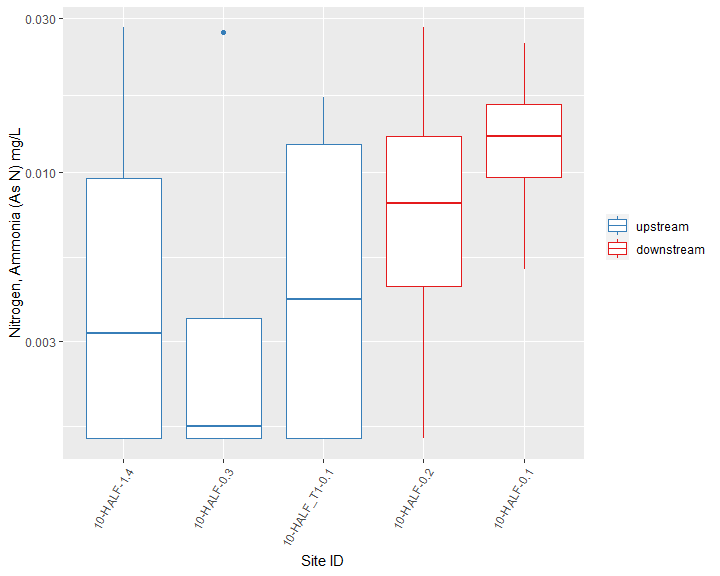 Nitrogen, Ammonia (As N) mg/L
0.030
0.010
0.003
10-HALF-1.4
10-HALF-0.3
10-HALF_T1-0.1
10-HALF-0.2
10-HALF-0.1
Site ID
upstream
downstream